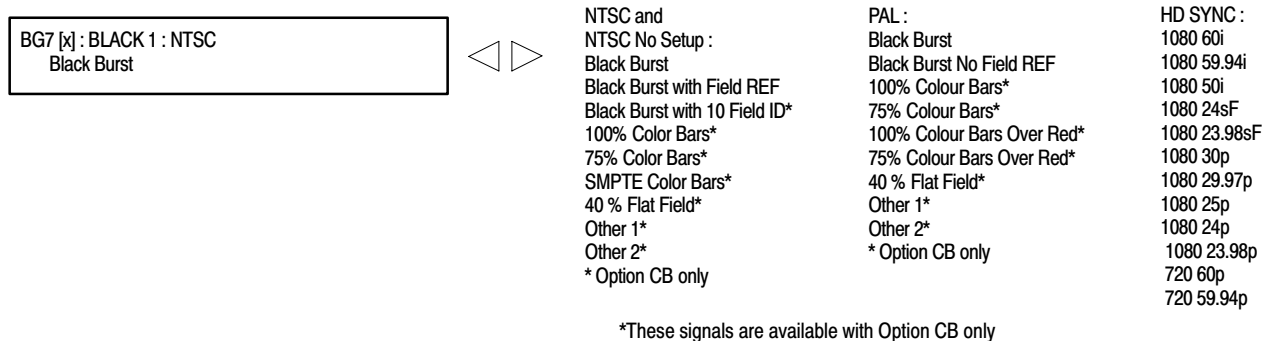 BG7 [x] : BLACK 1 : NTSC
Black Burst
NTSC and
NTSC No Setup :
Black Burst
Black Burst with Field REF
Black Burst with 10 Field ID*
100% Color Bars*
75% Color Bars*
SMPTE Color Bars*
40 % Flat Field*
Other 1*
Other 2*
* Option CB only
PAL :
Black Burst
Black Burst No Field REF
100% Colour Bars*
75% Colour Bars*
100% Colour Bars Over Red*
75% Colour Bars Over Red*
40 % Flat Field*
Other 1*
Other 2*
* Option CB only
HD SYNC :
1080 60i
1080 59.94i
1080 50i
1080 24sF
1080 23.98sF
1080 30p
1080 29.97p
1080 25p
1080 24p
1080 23.98p
720 60p
720 59.94p
*These signals are available with Option CB only